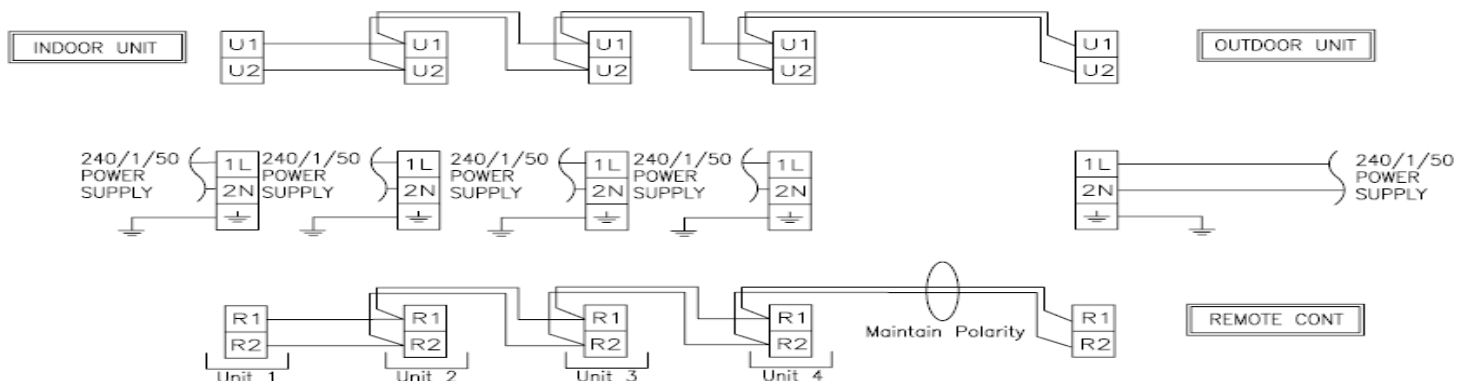 INDOOR UNIT
U1 U1 U1 U1 U1
U2 U2 U2 U2 U2
OUTDOOR UNIT
240/1/50
POWER
SUPPLY
1L
2N
240/1/50
POWER
SUPPLY
1L
2N
240/1/50
POWER
SUPPLY
1L
2N
240/1/50
POWER
SUPPLY
1L
2N
1L
2N
240/1/50
POWER
SUPPLY
R1 R1 R1 R1 R1
R2 R2 R2 R2 R2
Maintain Polarity
REMOTE CONT
Unit 1 Unit 2 Unit 3 Unit 4